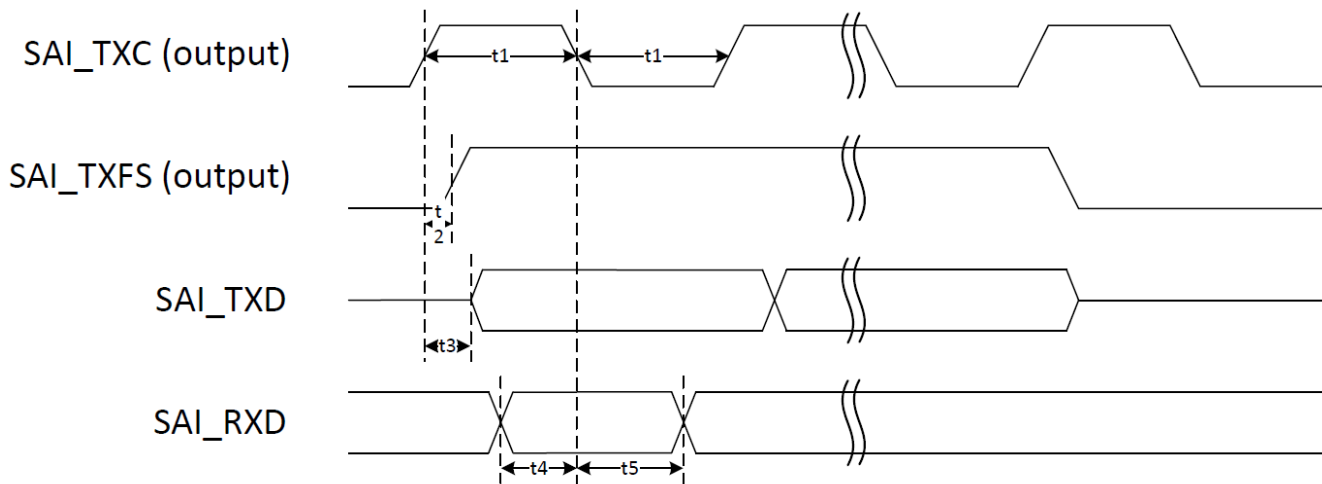 SAI_TXC (output)
t1
t1
SAI_TXFS (output)
t
2
SAI_TXD
t3
SAI_RXD
t4
t5